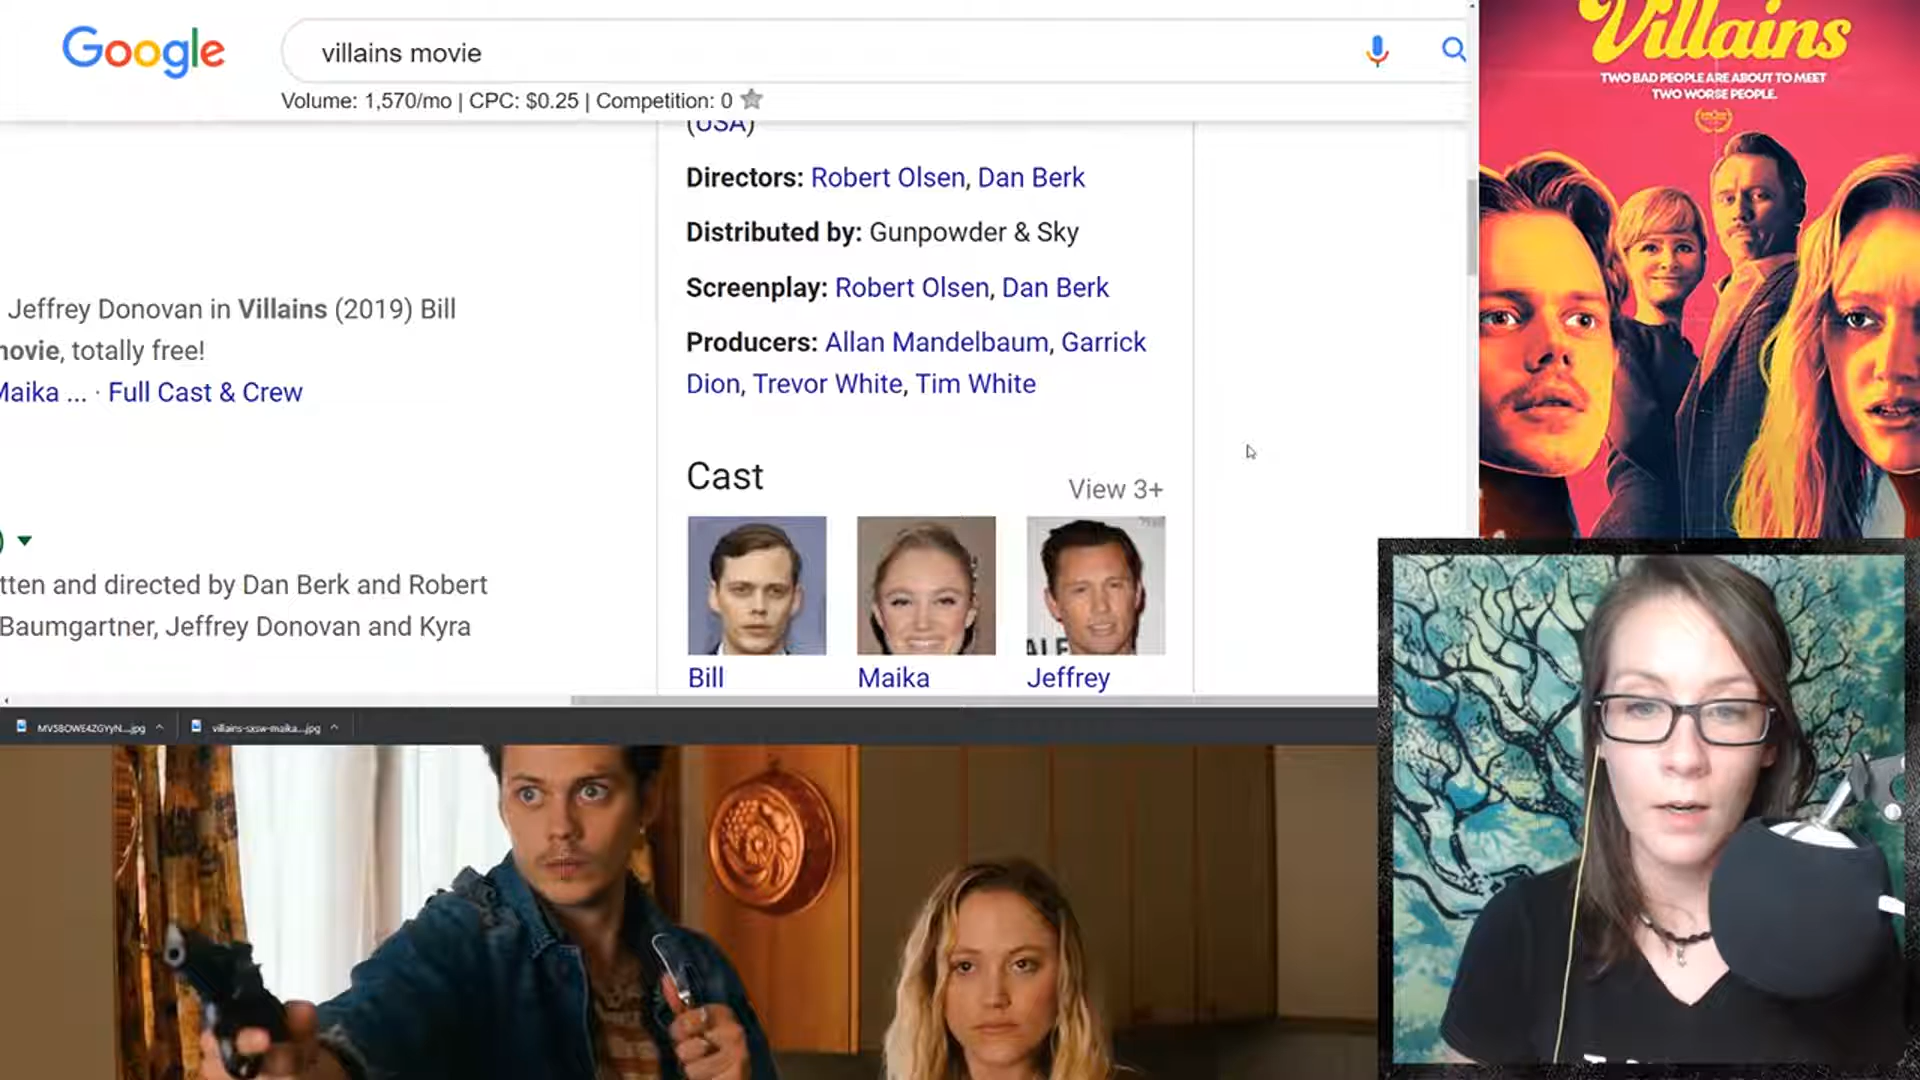 Google
villains movie
Volume: 1,570/mo | CPC: $0.25 | Competition: 0
(USA)
Directors: Robert Olsen, Dan Berk
Distributed by: Gunpowder & Sky
Screenplay: Robert Olsen, Dan Berk
Producers: Allan Mandelbaum, Garrick
Dion, Trevor White, Tim White
Jeffrey Donovan in Villains (2019) Bill
movie, totally free!
Maika ... · Full Cast & Crew
tten and directed by Dan Berk and Robert
Baumgartner, Jeffrey Donovan and Kyra
Cast
View 3+
Bill
Maika
Jeffrey
villains-sxsw-maika...jpg
Villains
TWO BAD PEOPLE ARE ABOUT TO MEET
TWO WORSE PEOPLE.